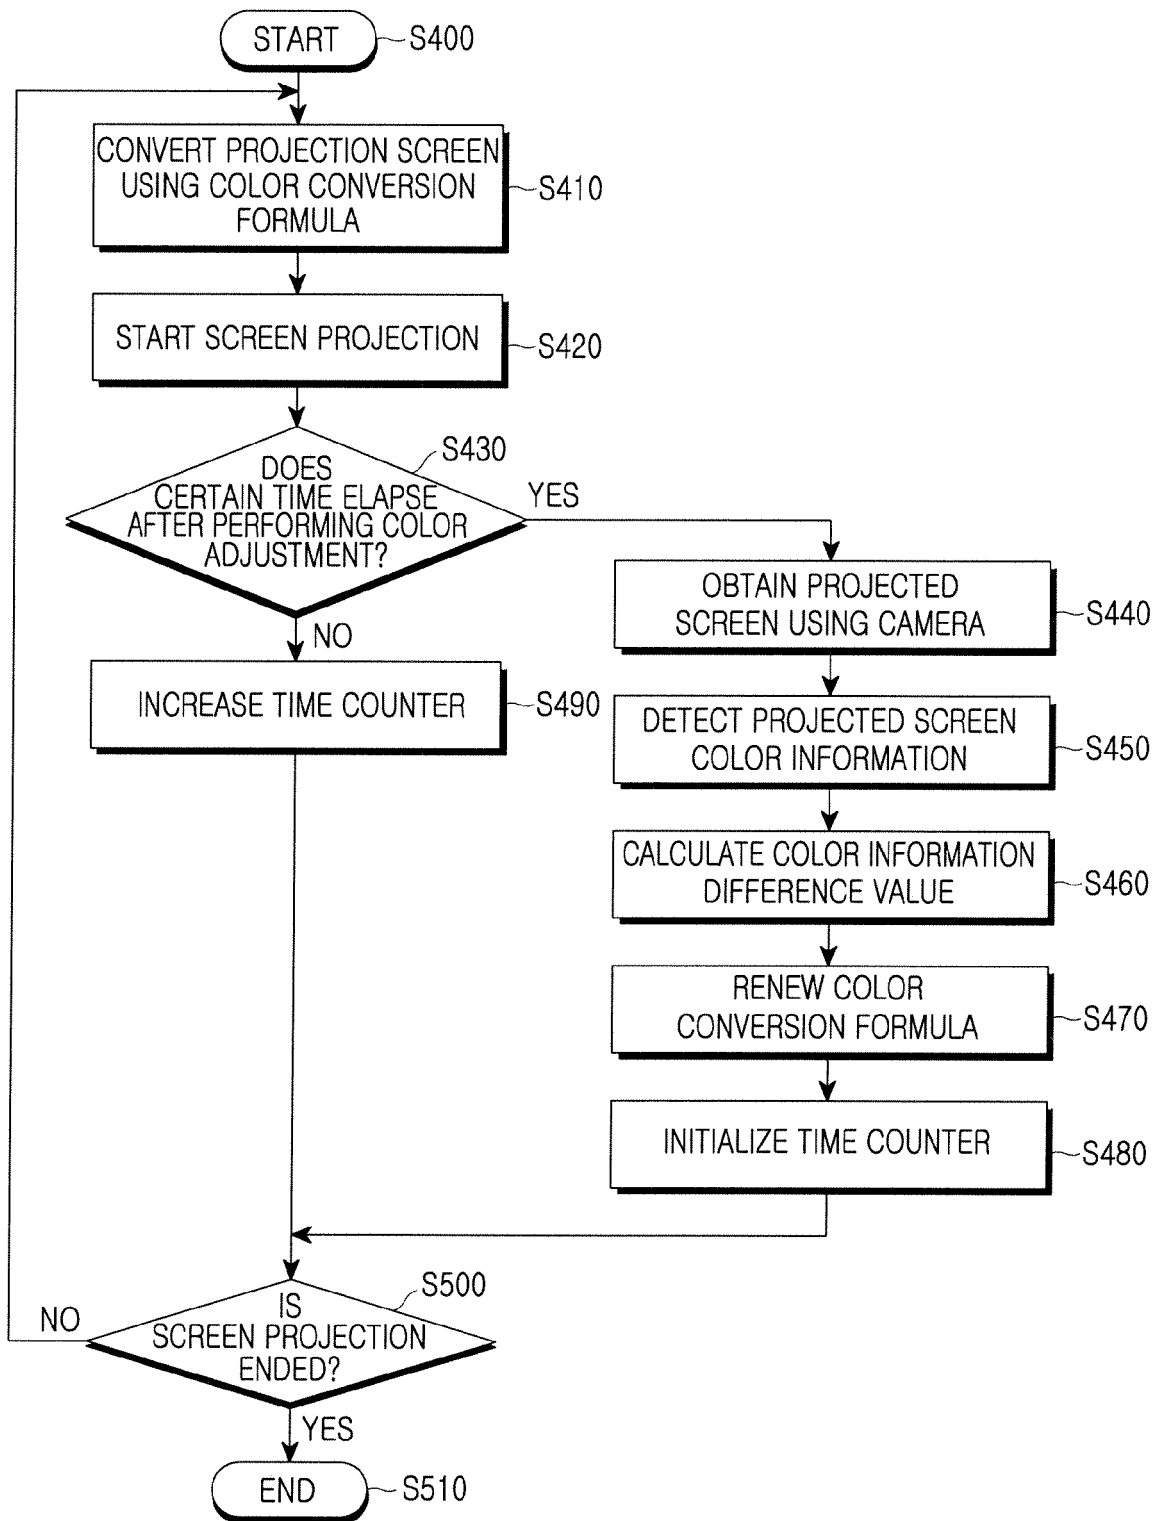 START
S400
CONVERT PROJECTION SCREEN
USING COLOR CONVERSION
FORMULA
S410
START SCREEN PROJECTION
S420
S430
DOES
CERTAIN TIME ELAPSE
AFTER PERFORMING COLOR
ADJUSTMENT?
YES
NO
OBTAIN PROJECTED
SCREEN USING CAMERA
S440
INCREASE TIME COUNTER
S490
DETECT PROJECTED SCREEN
COLOR INFORMATION
S450
CALCULATE COLOR INFORMATION
DIFFERENCE VALUE
S460
RENEW COLOR
CONVERSION FORMULA
S470
INITIALIZE TIME COUNTER
S480
S500
IS
SCREEN PROJECTION
ENDED?
NO
YES
END
S510